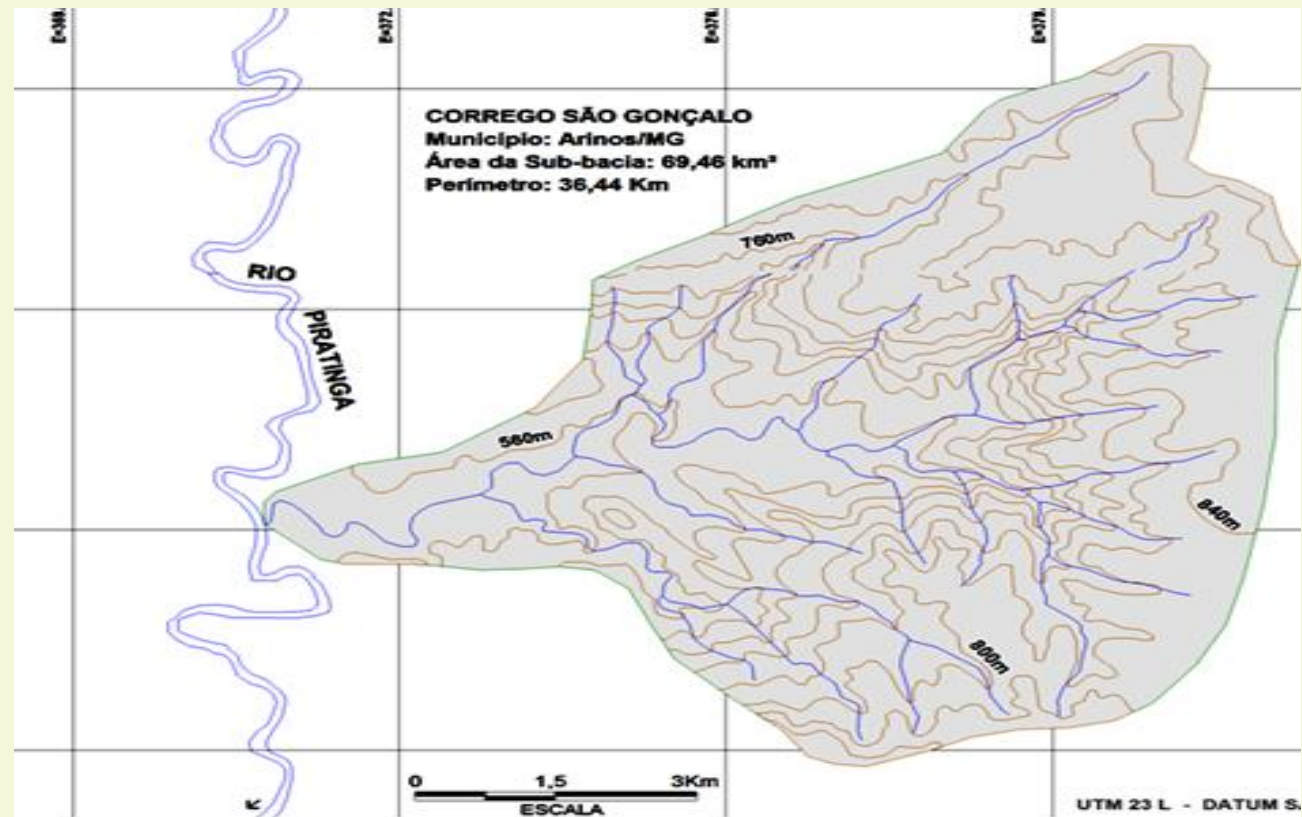 CORREGO SÃO GONÇALO
Município: Arinos/MG
Área da Sub-bacia: 69,46 km²
Perímetro: 36,44 Km
760m
RIO
PIRATINGA
560m
840m
800m
0 1,5 3Km
ESCALA
UTM 23 L - DATUM